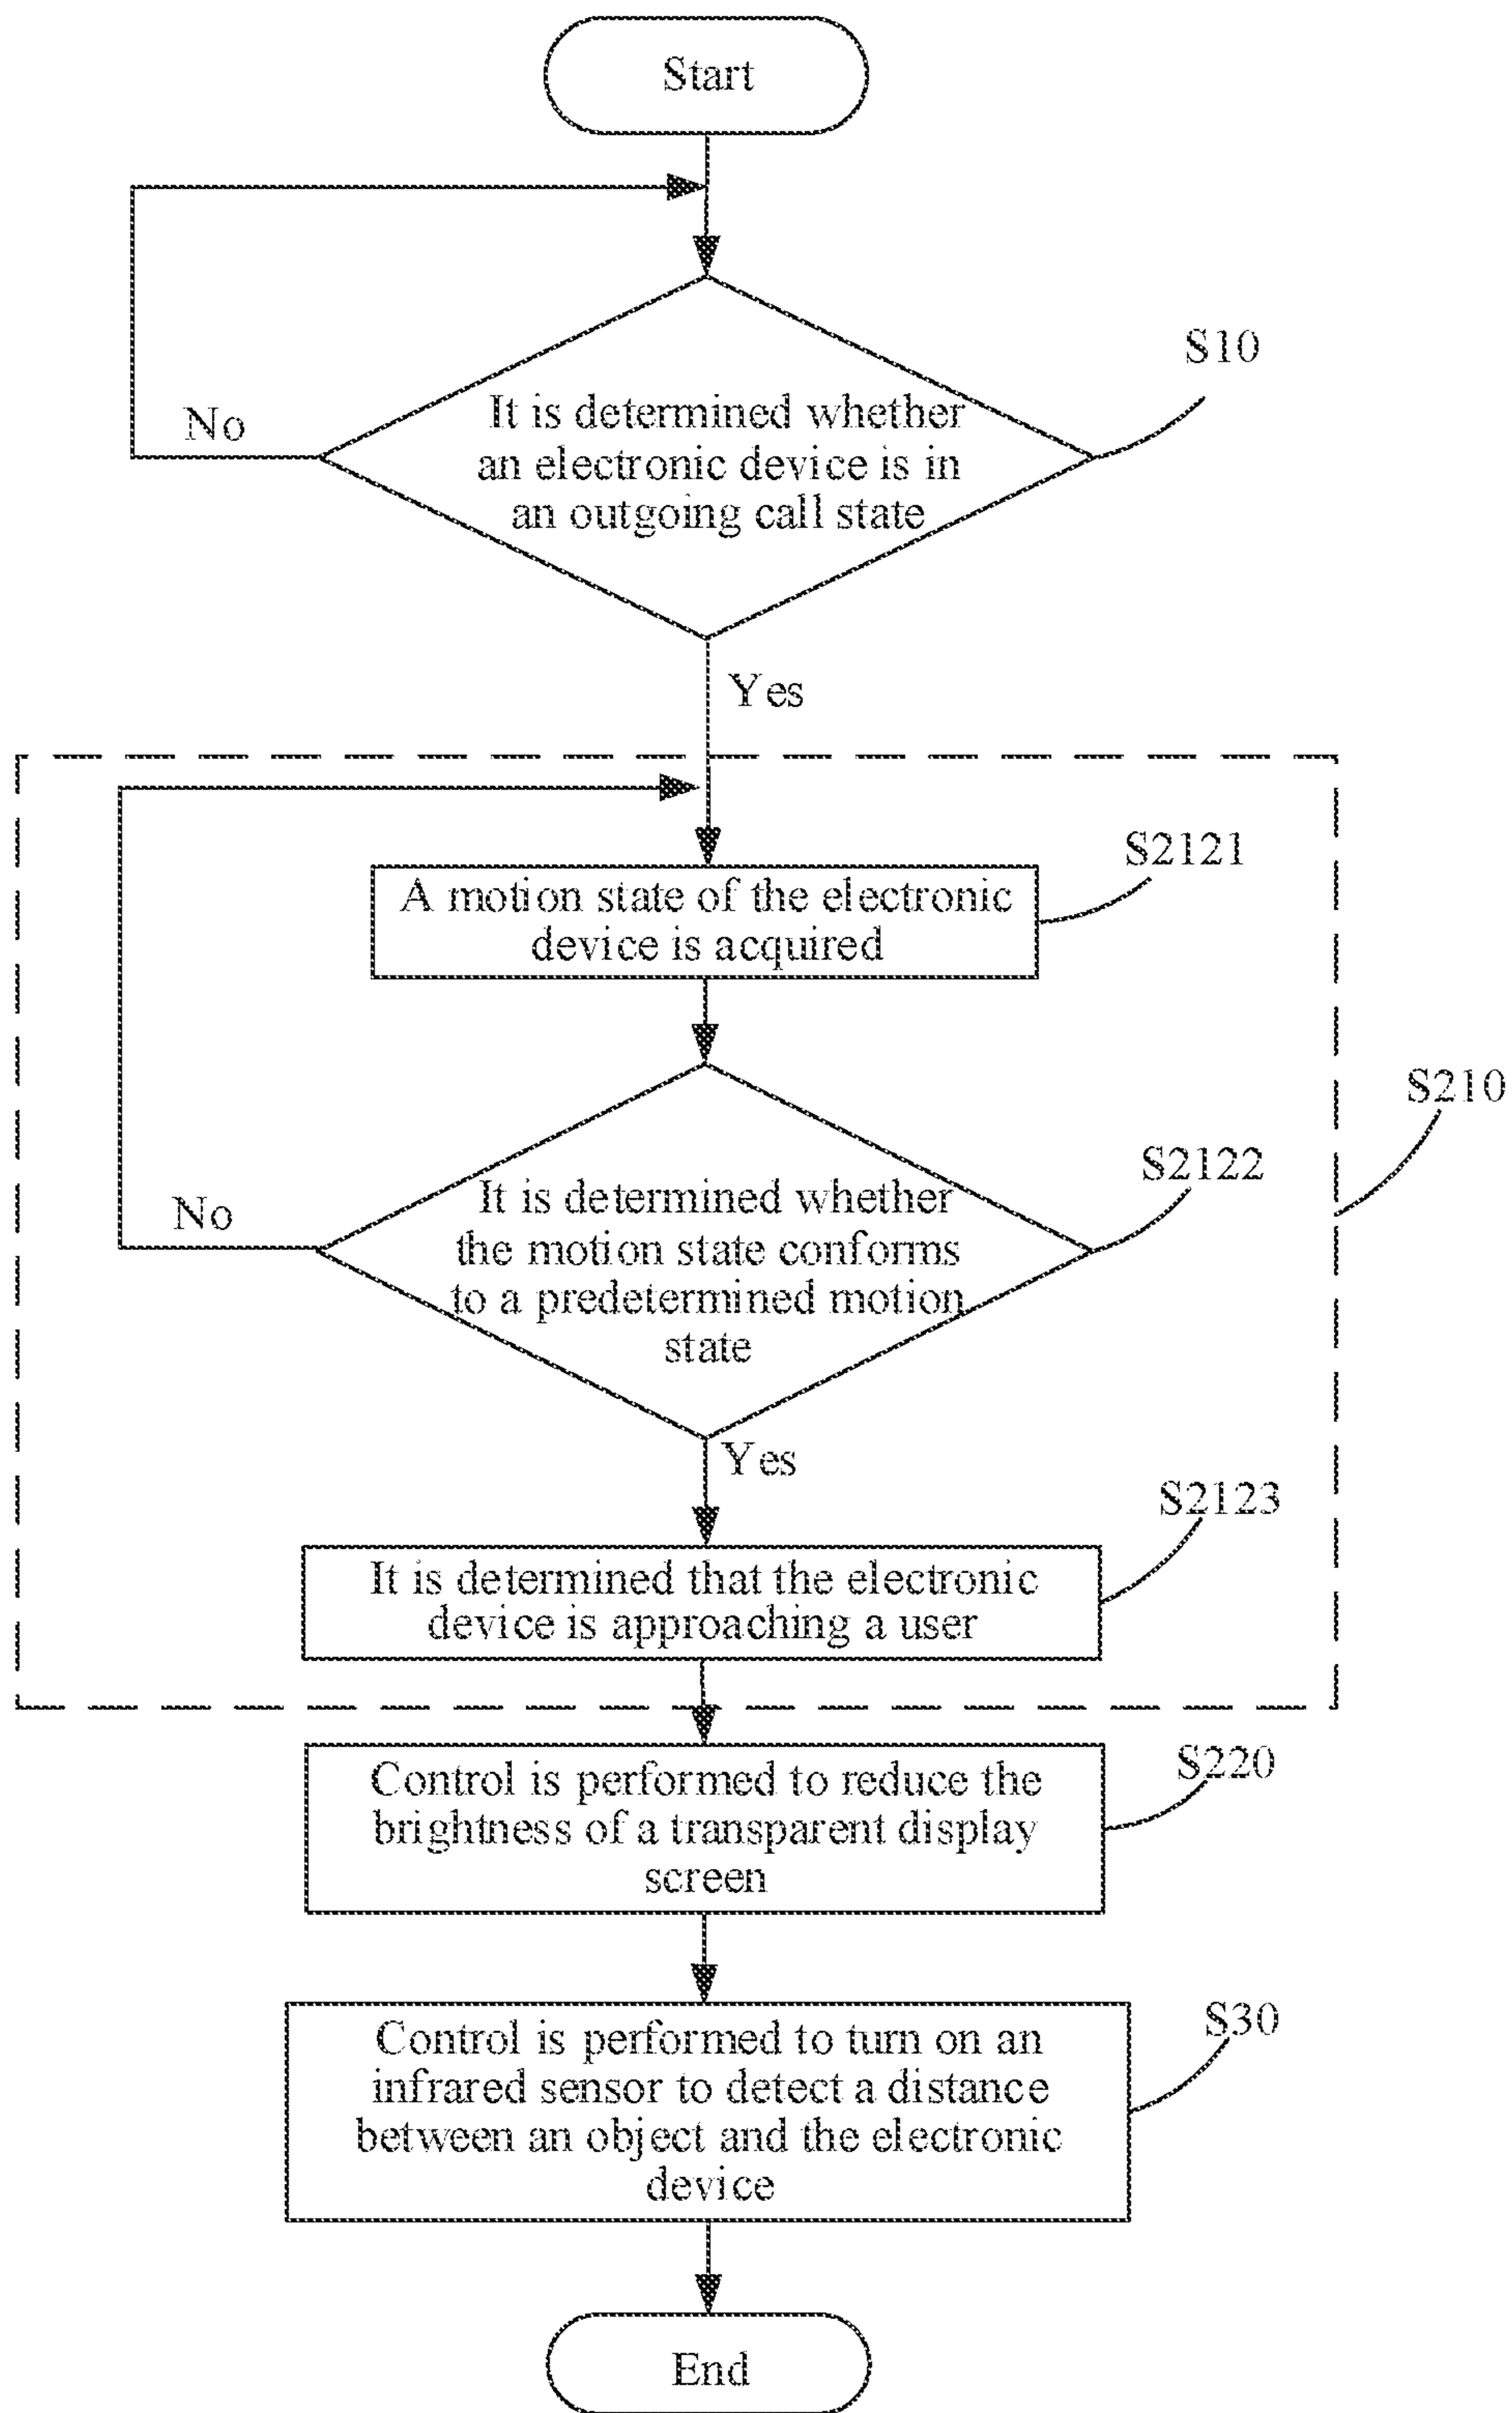 Start
S10
No
It is determined whether
an electronic device is in
an outgoing call state
Yes
S2121
A motion state of the electronic
device is acquired
S210
S2122
No
It is determined whether
the motion state conforms
to a predetermined motion
state
Yes
S2123
It is determined that the electronic
device is approaching a user
S220
Control is performed to reduce the
brightness of a transparent display
screen
S30
Control is performed to turn on an
infrared sensor to detect a distance
between an object and the electronic
device
End